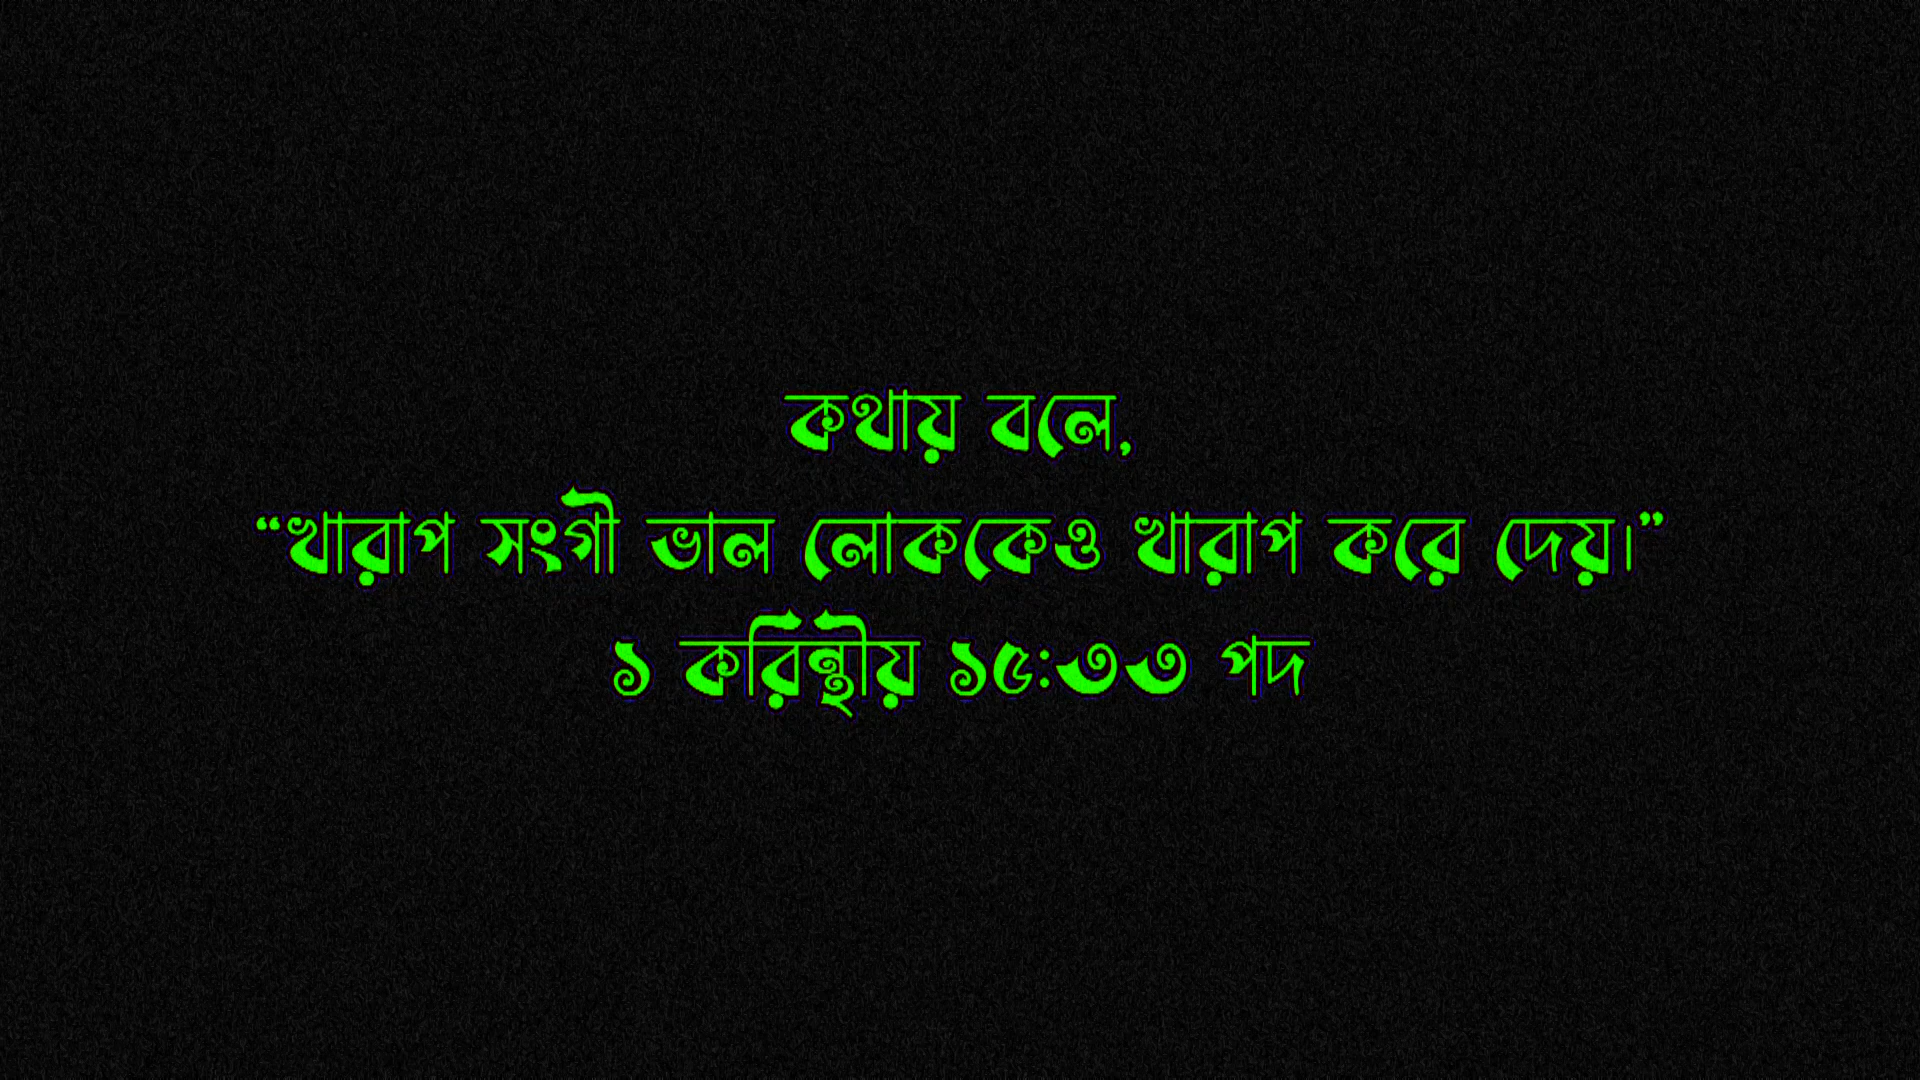 কথায় বলে,
“খারাপ সংগী ভাল লোককেও খারাপ করে দেয়।”
১ করিন্থীয় ১৫:৩৩ পদ